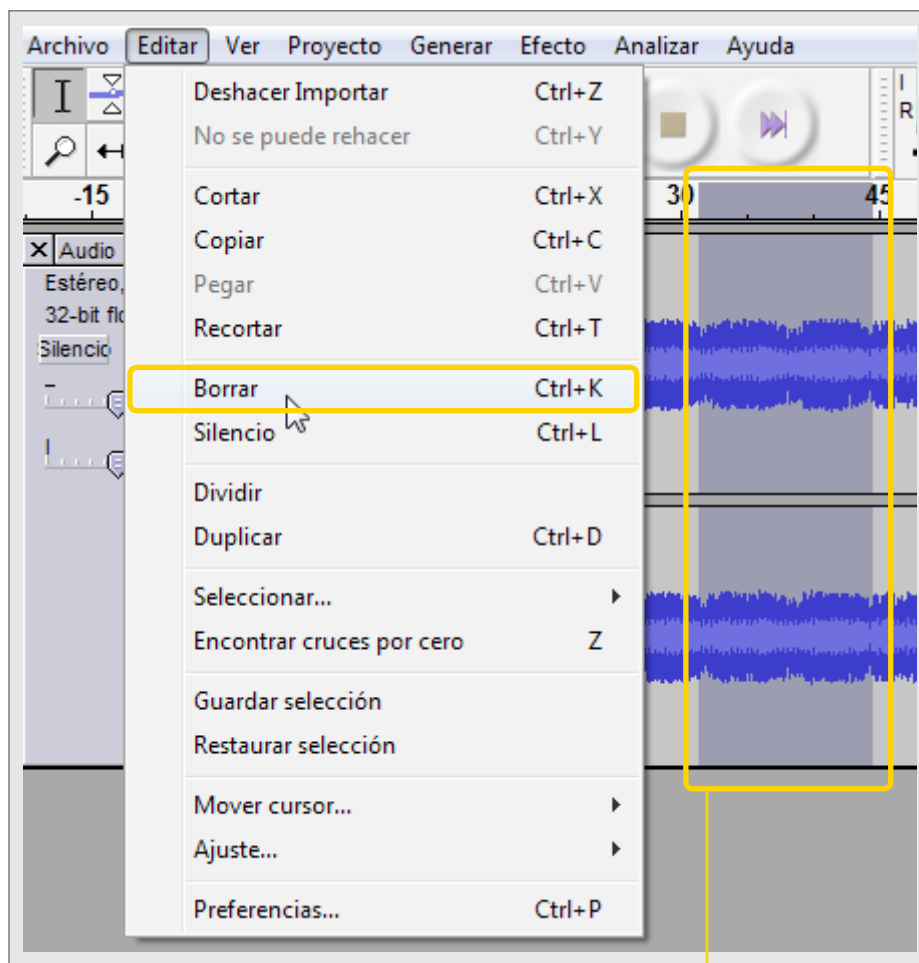 Archivo Editar Ver Proyecto Generar Efecto Analizar Ayuda
Deshacer Importar Ctrl+Z
No se puede rehacer Ctrl+Y
I
R
-15 30 45
Cortar Ctrl+X
Copiar Ctrl+C
X Audio
Estéreo,
Pegar Ctrl+V
32-bit flo
Recortar Ctrl+T
Silencio
Borrar Ctrl+K
Silencio Ctrl+L
Dividir
Duplicar Ctrl+D
Seleccionar...
Encontrar cruces por cero Z
Guardar selección
Restaurar selección
Mover cursor...
Ajuste...
Preferencias... Ctrl+P